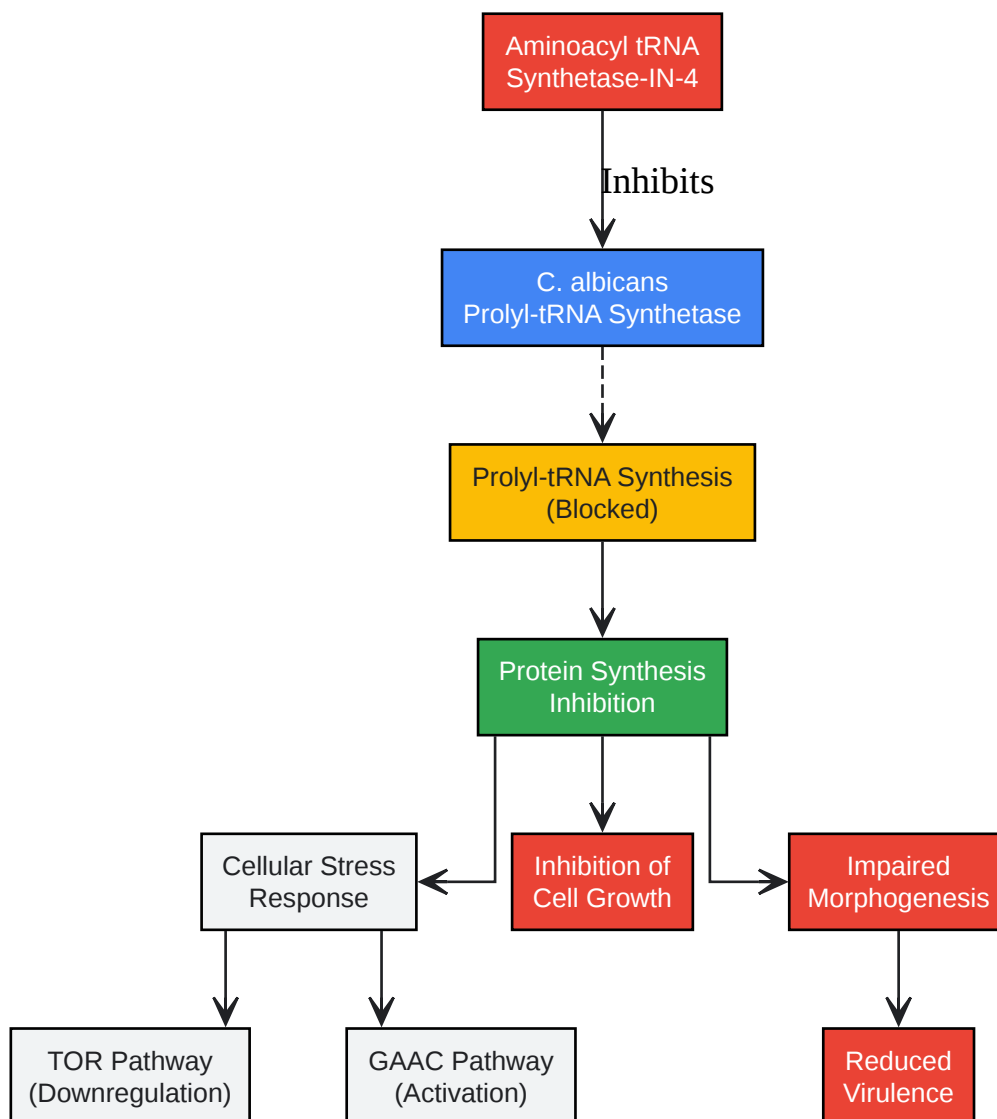 Aminoacyl tRNA
Synthetase-IN-4
Inhibits
C. albicans
Prolyl-tRNA Synthetase
Prolyl-tRNA Synthesis
(Blocked)
Protein Synthesis
Inhibition
Cellular Stress
Response
Inhibition of
Cell Growth
Impaired
Morphogenesis
TOR Pathway
(Downregulation)
GAAC Pathway
(Activation)
Reduced
Virulence